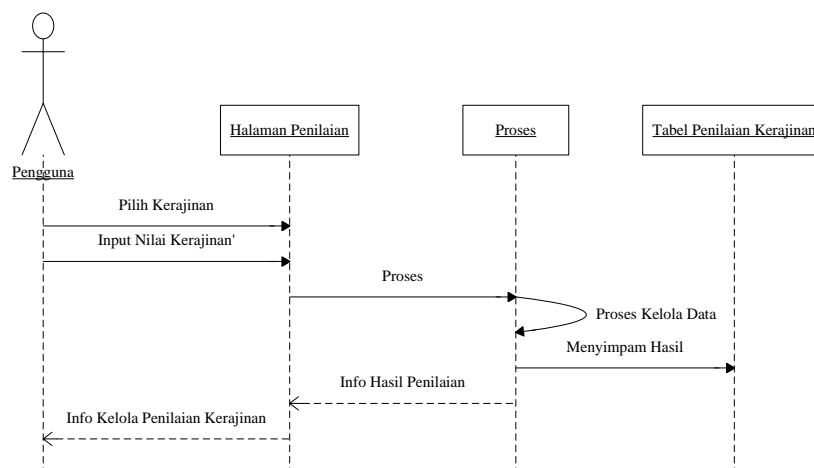 Halaman Penilaian
Proses
Tabel Penilaian Kerajinan
Pengguna
Pilih Kerajinan
Input Nilai Kerajinan'
Proses
Proses Kelola Data
Menyimpam Hasil
Info Hasil Penilaian
Info Kelola Penilaian Kerajinan